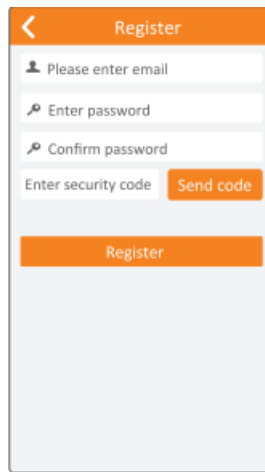 Register
Please enter email
Enter password
Confirm password
Enter security code Send code
Register